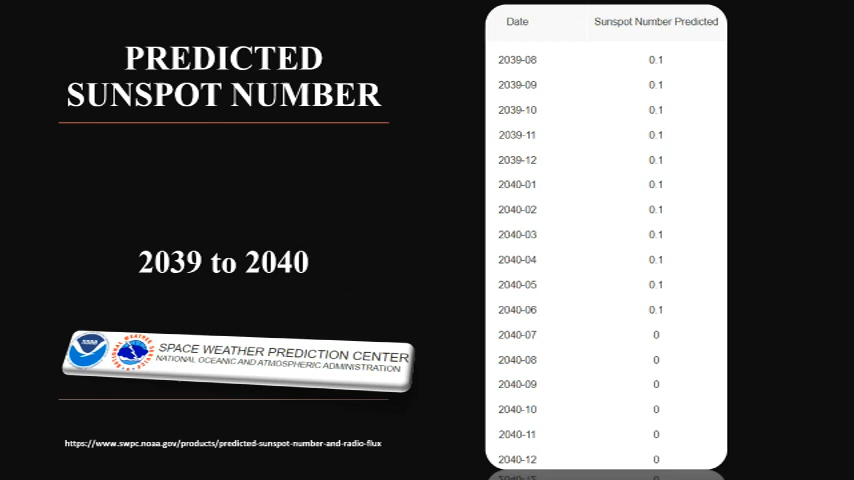 PREDICTED
SUNSPOT NUMBER
2039 to 2040
SPACE WEATHER PREDICTION CENTER
NATIONAL OCEANIC AND ATMOSPHERIC ADMINISTRATION
https://www.swpc.noaa.gov/products/predicted-sunspot-number-and-radio-flux
Date Sunspot Number Predicted
2039-08 0.1
2039-09 0.1
2039-10 0.1
2039-11 0.1
2039-12 0.1
2040-01 0.1
2040-02 0.1
2040-03 0.1
2040-04 0.1
2040-05 0.1
2040-06 0.1
2040-07 0
2040-08 0
2040-09 0
2040-10 0
2040-11 0
2040-12 0